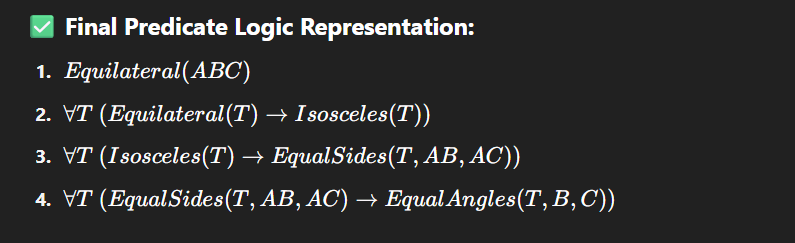 ✅ Final Predicate Logic Representation:
1. Equilateral(ABC)
2. ∀T (Equilateral(T) → Isosceles(T))
3. ∀T (Isosceles(T) → EqualSides(T, AB, AC))
4. ∀T (EqualSides(T, AB, AC) → EqualAngles(T, B, C))